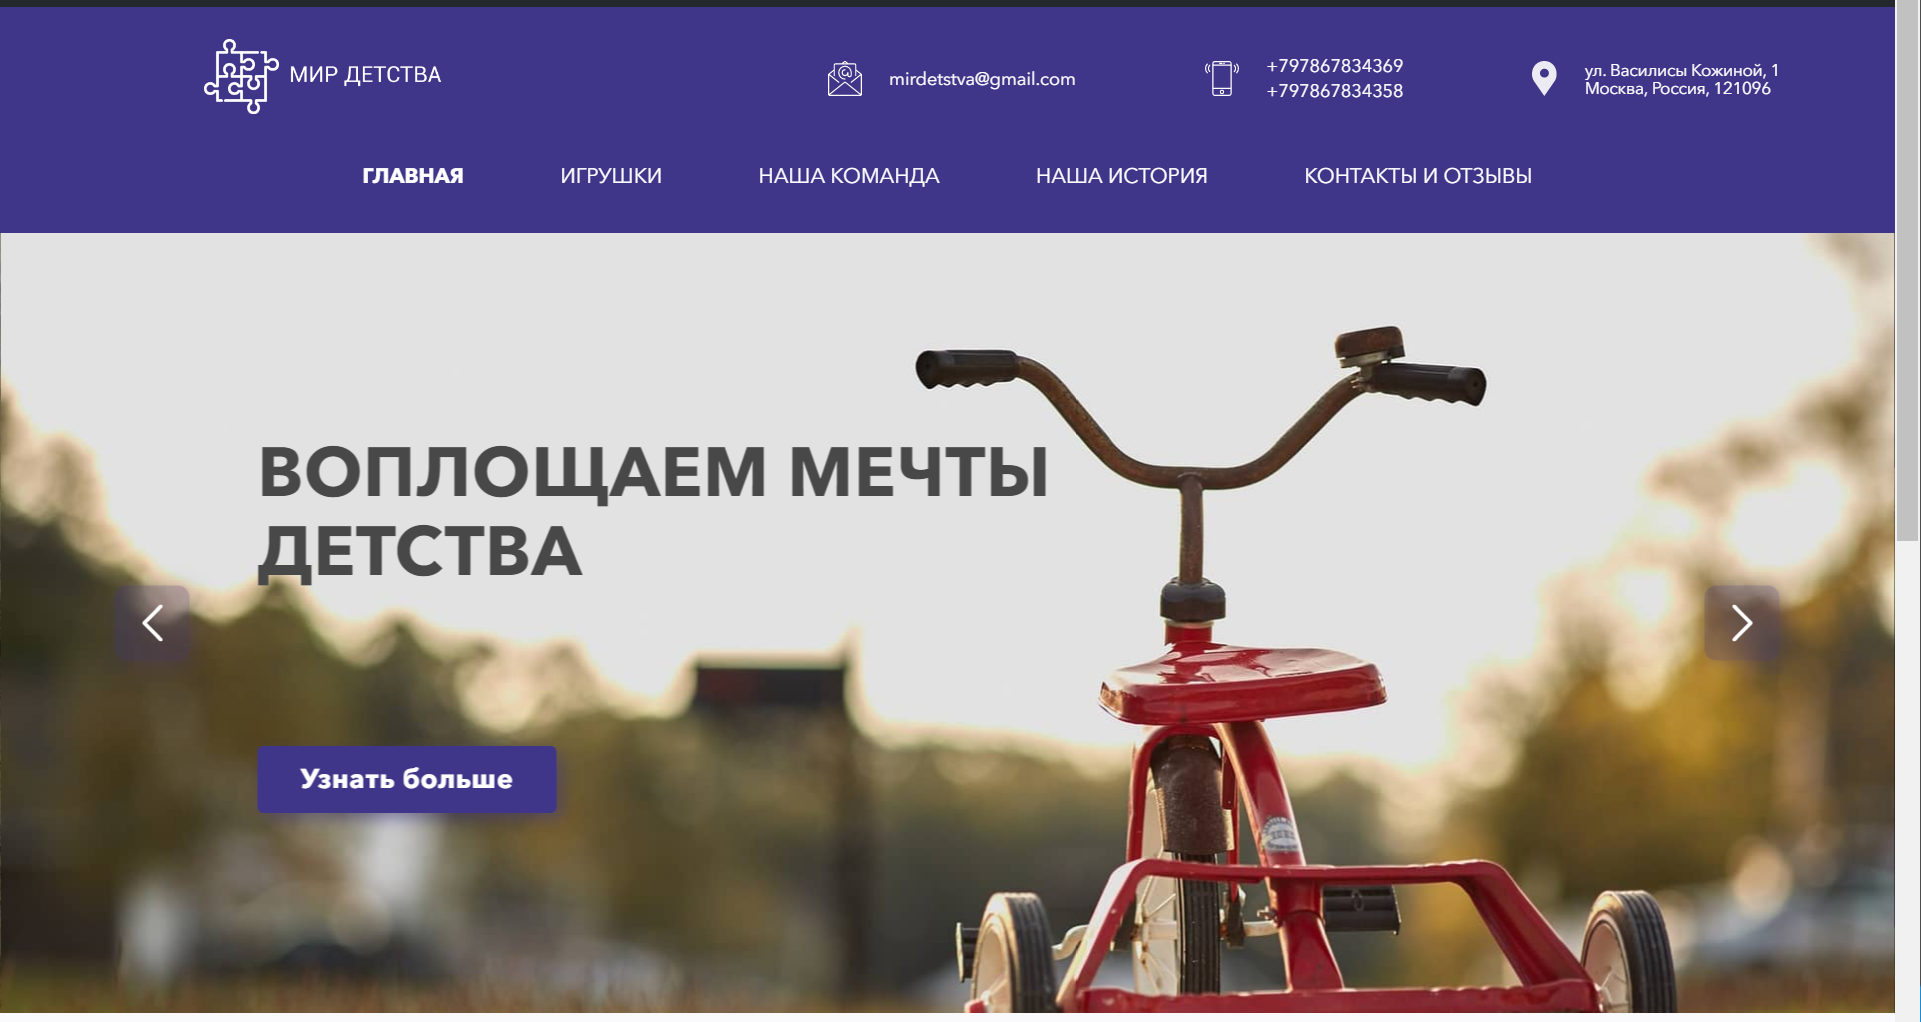 МИР ДЕТСТВА
mirdetstva@gmail.com
+797867834369
+797867834358
ул. Василисы Кожиной, 1
Москва, Россия, 121096
ГЛАВНАЯ
ИГРУШКИ
НАША КОМАНДА
НАША ИСТОРИЯ
КОНТАКТЫ И ОТЗЫВЫ
ВОПЛОЩАЕМ МЕЧТЫ
ДЕТСТВА
Узнать больше